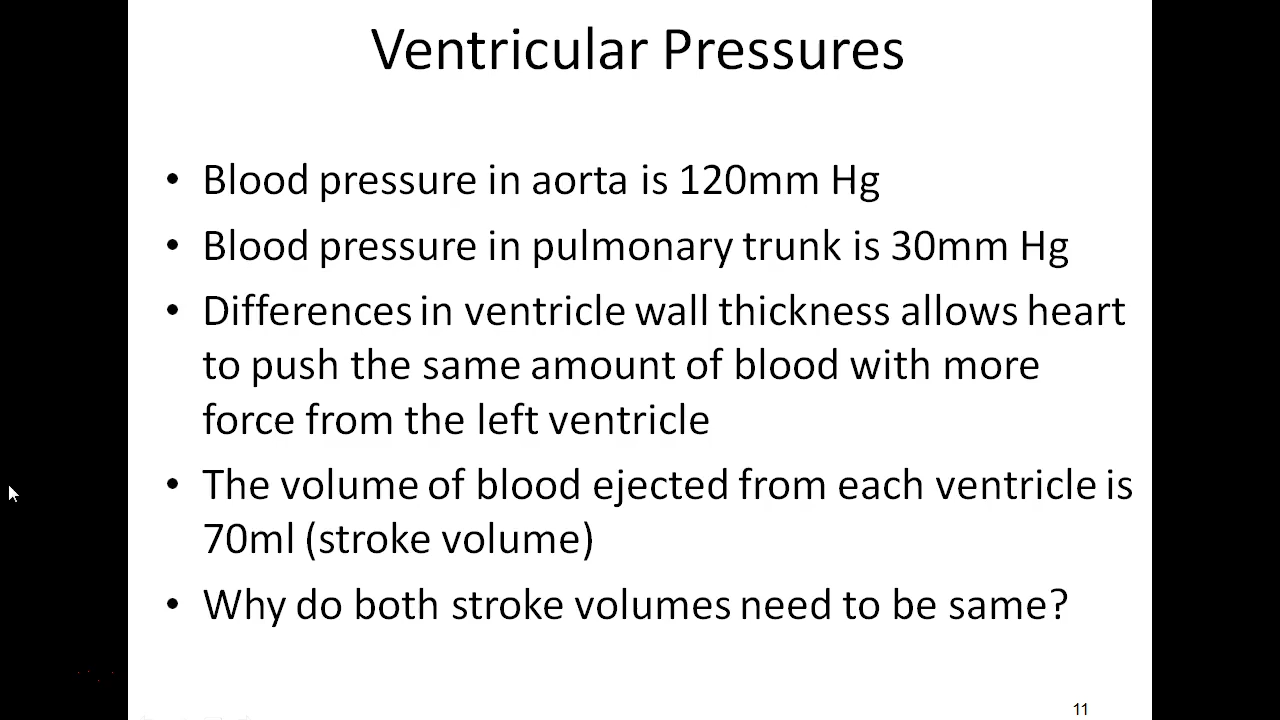 Ventricular Pressures
• Blood pressure in aorta is 120mm Hg
• Blood pressure in pulmonary trunk is 30mm Hg
• Differences in ventricle wall thickness allows heart
to push the same amount of blood with more
force from the left ventricle
• The volume of blood ejected from each ventricle is
70ml (stroke volume)
• Why do both stroke volumes need to be same?
11